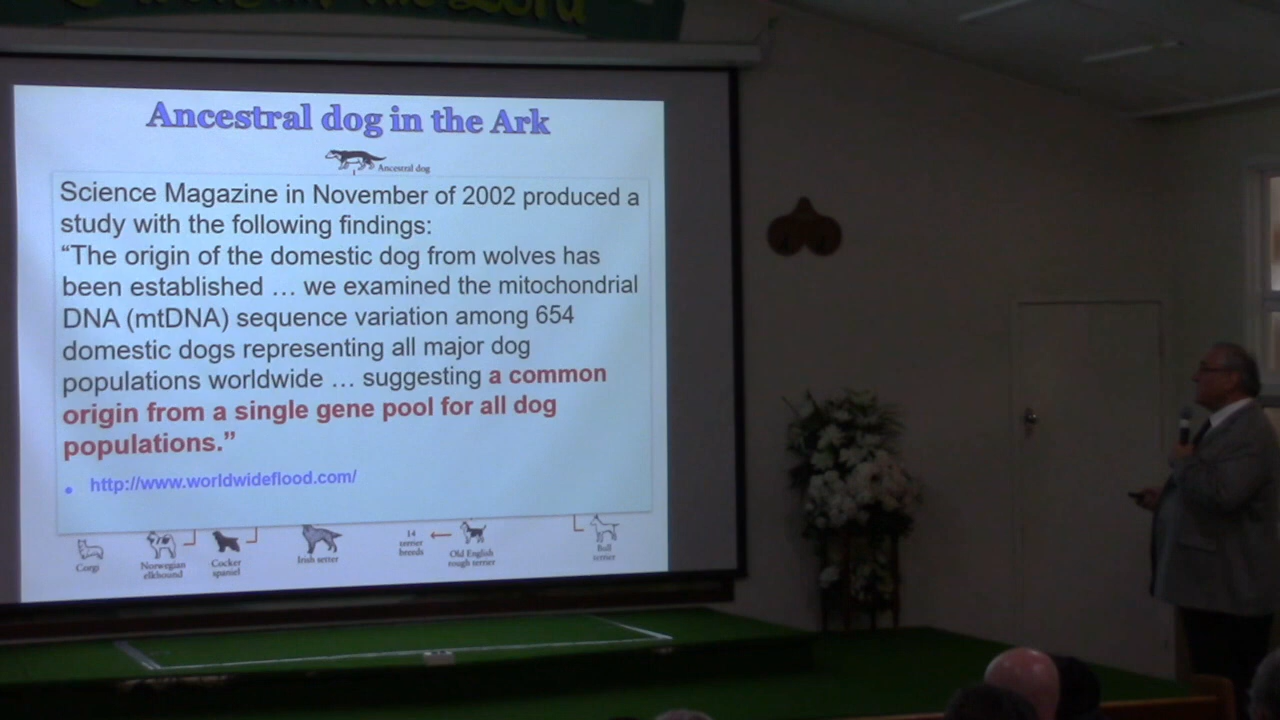 Lord
Ancestral dog in the Ark
Ancestral dog
Science Magazine in November of 2002 produced a
study with the following findings:
“The origin of the domestic dog from wolves has
been established … we examined the mitochondrial
DNA (mtDNA) sequence variation among 654
domestic dogs representing all major dog
populations worldwide … suggesting a common
origin from a single gene pool for all dog
populations.”
• http://www.worldwideflood.com/
Corgi
Norwegian
elkhound
Cocker
spaniel
Irish setter
14
terrier
breeds
Old English
rough terrier
Bull
terrier